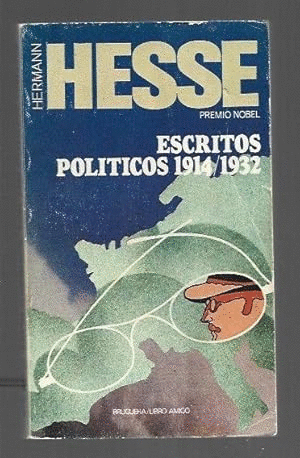 HERMANN
HESSE
PREMIO NOBEL
ESCRITOS
POLITICOS 1914/1932
BRUGUERA/LIBRO AMIGO